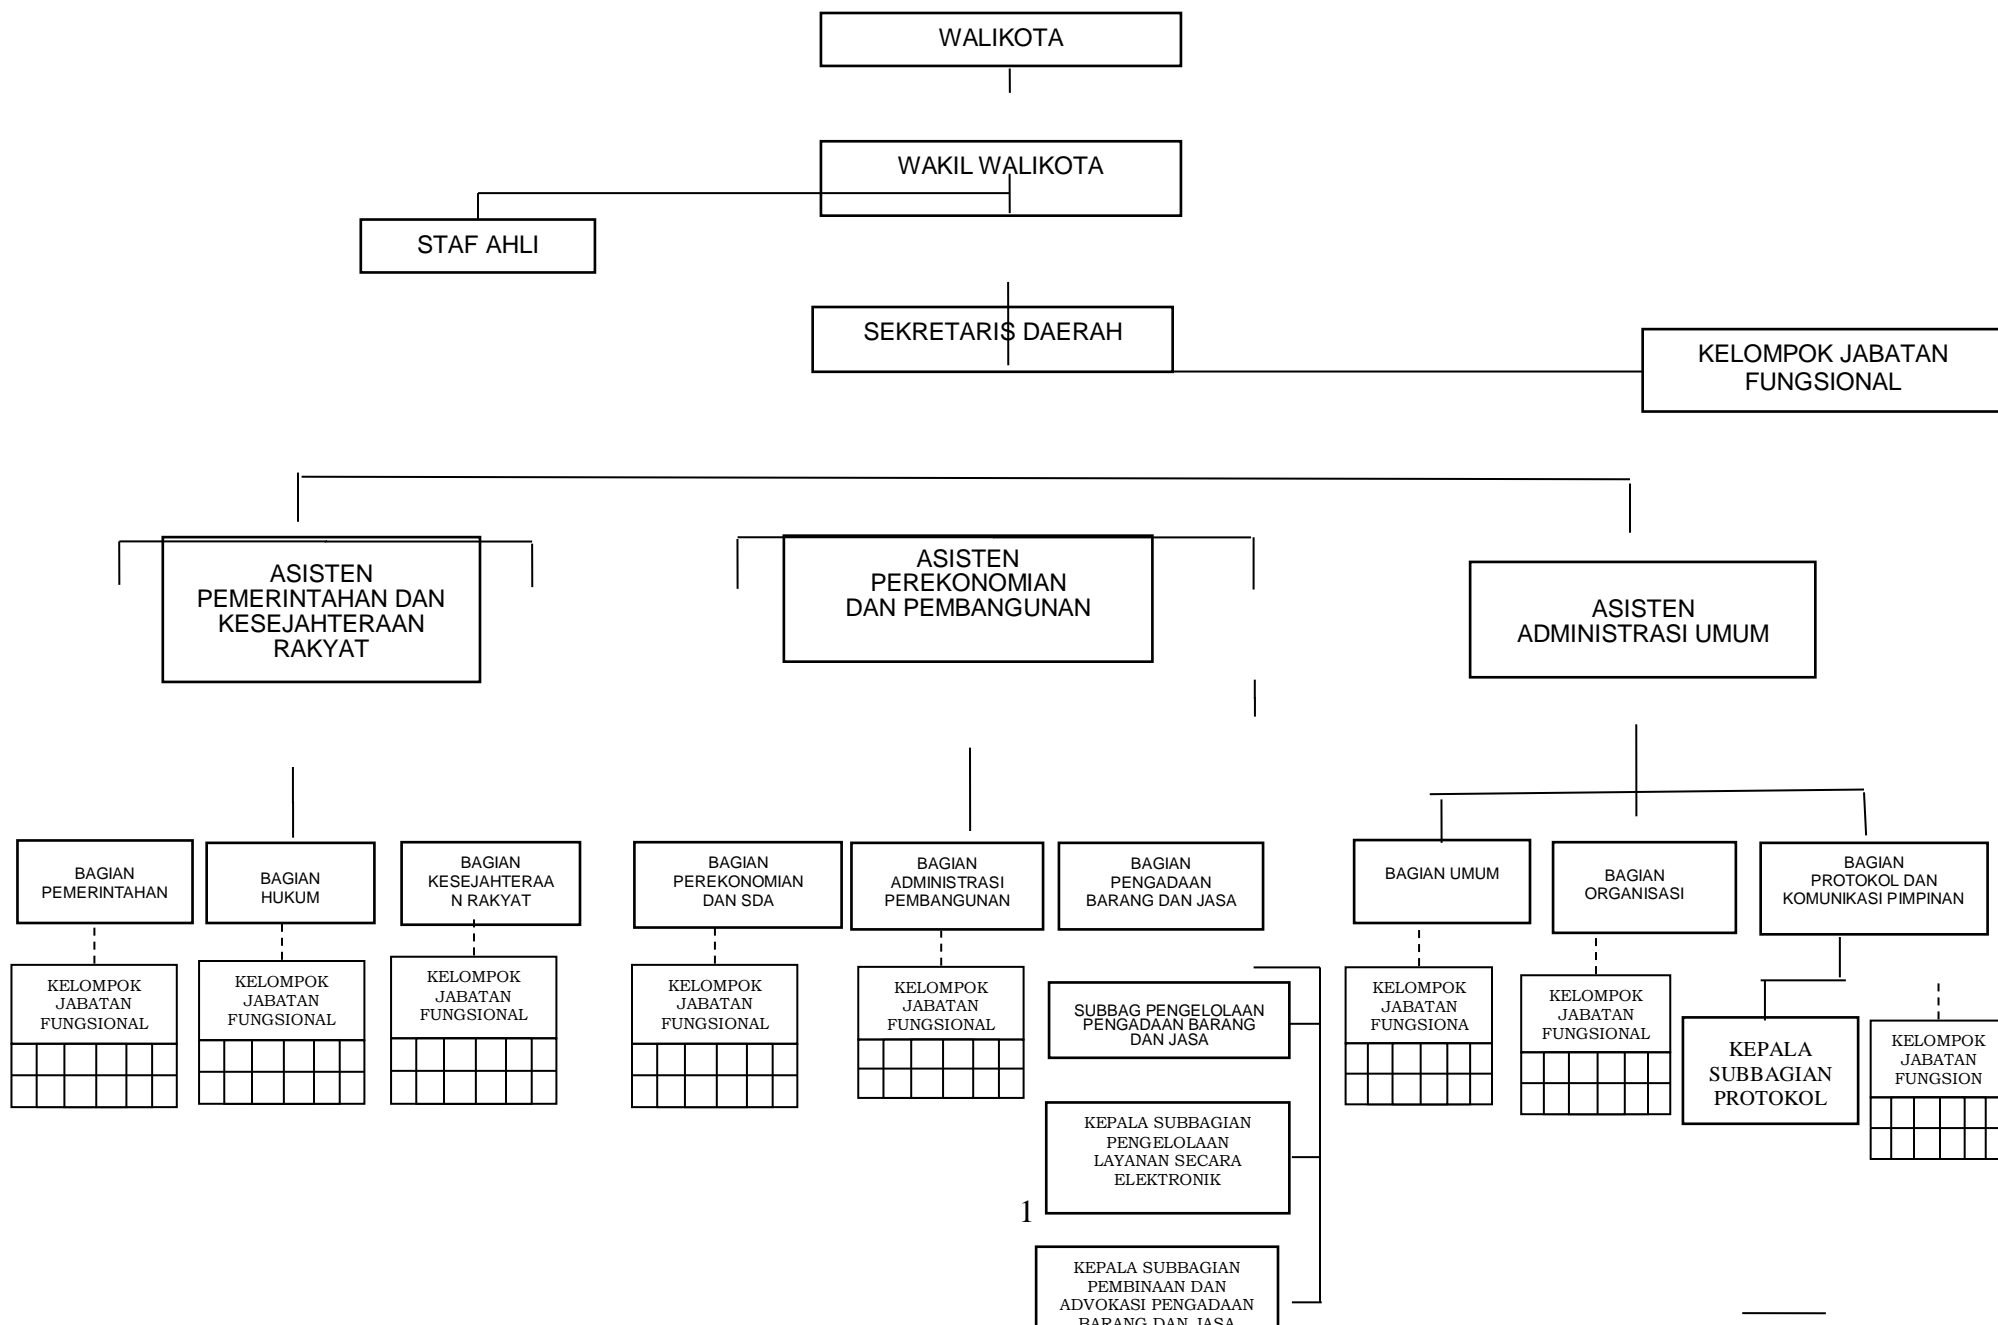 WALIKOTA
WAKIL WALIKOTA
STAF AHLI
SEKRETARIS DAERAH
KELOMPOK JABATAN
FUNGSIONAL
ASISTEN
PEMERINTAHAN DAN
KESEJAHTERAAN
RAKYAT
ASISTEN
PEREKONOMIAN
DAN PEMBANGUNAN
ASISTEN
ADMINISTRASI UMUM
BAGIAN
PEMERINTAHAN
BAGIAN
HUKUM
BAGIAN
KESEJAHTERAA
N RAKYAT
BAGIAN
PEREKONOMIAN
DAN SDA
BAGIAN
ADMINISTRASI
PEMBANGUNAN
BAGIAN
PENGADAAN
BARANG DAN JASA
BAGIAN UMUM
BAGIAN
ORGANISASI
BAGIAN
PROTOKOL DAN
KOMUNIKASI PIMPINAN
KELOMPOK
JABATAN
FUNGSIONAL
KELOMPOK
JABATAN
FUNGSIONAL
KELOMPOK
JABATAN
FUNGSIONAL
KELOMPOK
JABATAN
FUNGSIONAL
KELOMPOK
JABATAN
FUNGSIONAL
SUBBAG PENGELOLAAN
PENGADAAN BARANG
DAN JASA
KELOMPOK
JABATAN
FUNGSIONA
KELOMPOK
JABATAN
FUNGSIONAL
KEPALA
SUBBAGIAN
PROTOKOL
KELOMPOK
JABATAN
FUNGSION
KEPALA SUBBAGIAN
PENGELOLAAN
LAYANAN SECARA
ELEKTRONIK
1
KEPALA SUBBAGIAN
PEMBINAAN DAN
ADVOKASI PENGADAAN
BARANG DAN JASA